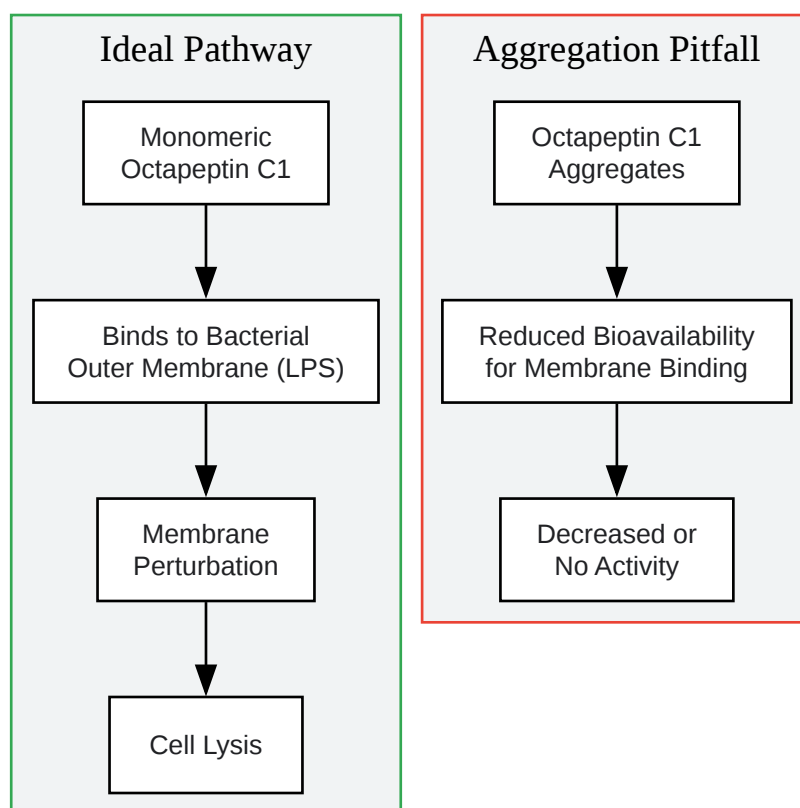 Ideal Pathway
Monomeric
Octapeptin C1
Binds to Bacterial
Outer Membrane (LPS)
Membrane
Perturbation
Cell Lysis
Aggregation Pitfall
Octapeptin C1
Aggregates
Reduced Bioavailability
for Membrane Binding
Decreased or
No Activity